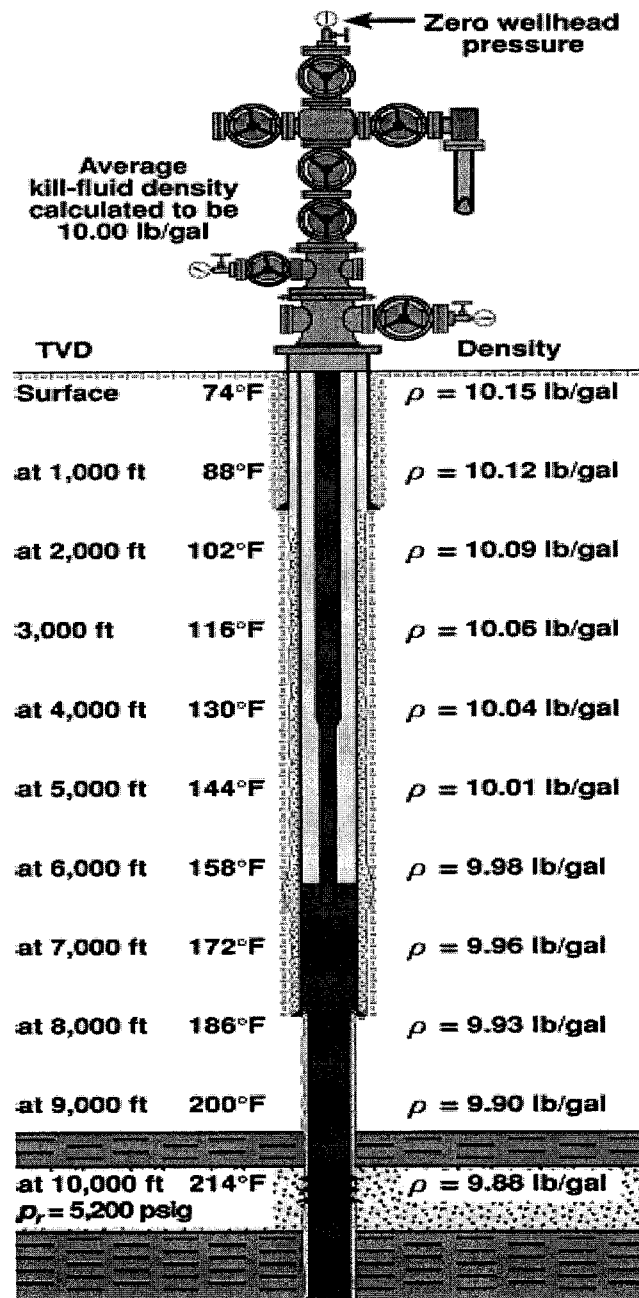 Zero wellhead
pressure
Average
kill-fluid density
calculated to be
10.00 lb/gal
TVD Density
Surface 74°F ρ = 10.15 lb/gal
at 1,000 ft 88°F ρ = 10.12 lb/gal
at 2,000 ft 102°F ρ = 10.09 lb/gal
3,000 ft 116°F ρ = 10.06 lb/gal
at 4,000 ft 130°F ρ = 10.04 lb/gal
at 5,000 ft 144°F ρ = 10.01 lb/gal
at 6,000 ft 158°F ρ = 9.98 lb/gal
at 7,000 ft 172°F ρ = 9.96 lb/gal
at 8,000 ft 186°F ρ = 9.93 lb/gal
at 9,000 ft 200°F ρ = 9.90 lb/gal
at 10,000 ft 214°F ρ = 9.88 lb/gal
pᵣ = 5,200 psig